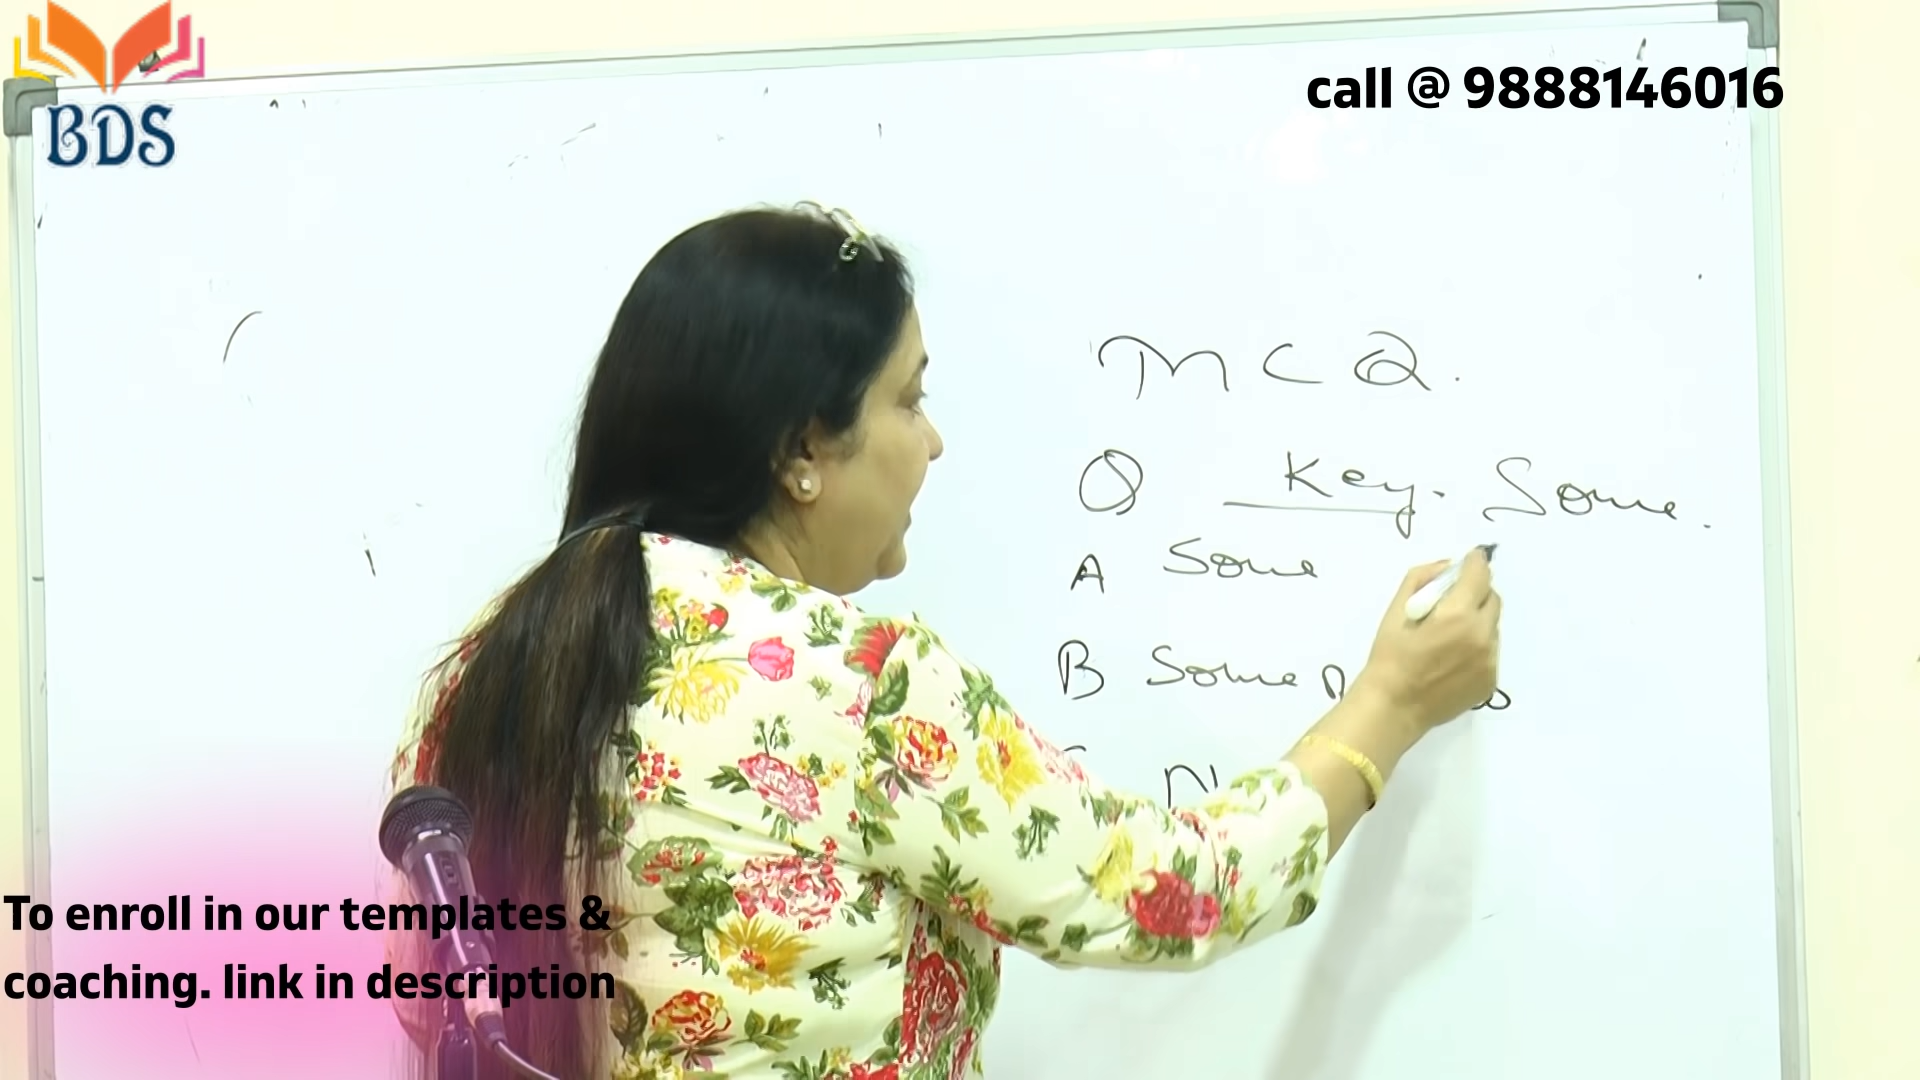 BDS
call @ 9888146016
MCQ.
Q Key. Some.
A Some
B Some
To enroll in our templates &
coaching. link in description